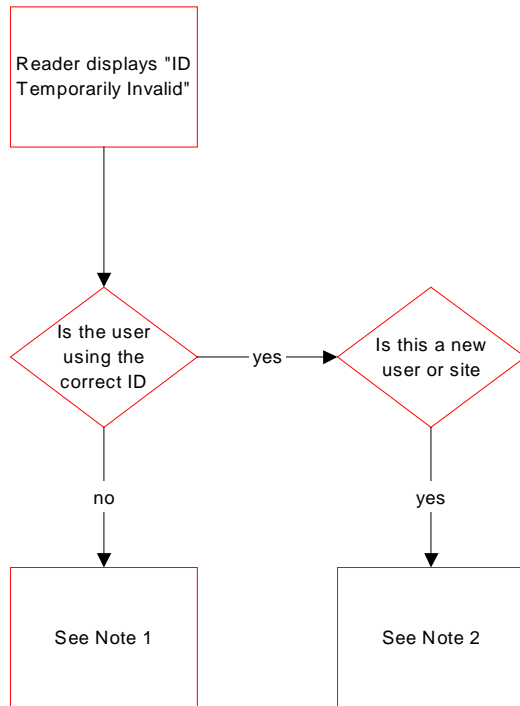 Reader displays "ID
Temporarily Invalid"
Is the user
using the
correct ID
yes
Is this a new
user or site
no
yes
See Note 1
See Note 2